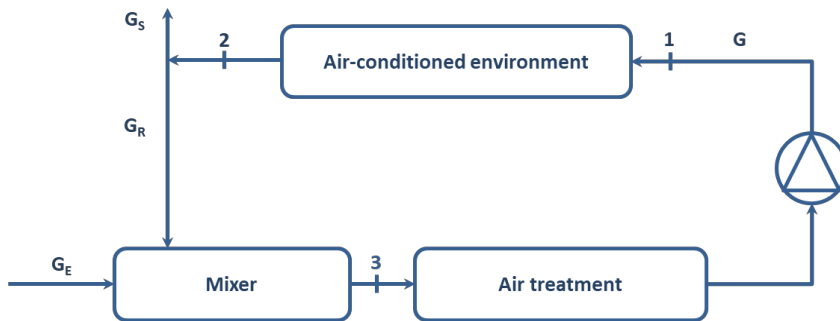 G_S
2
Air-conditioned environment
1
G
G_R
G_E
Mixer
3
Air treatment